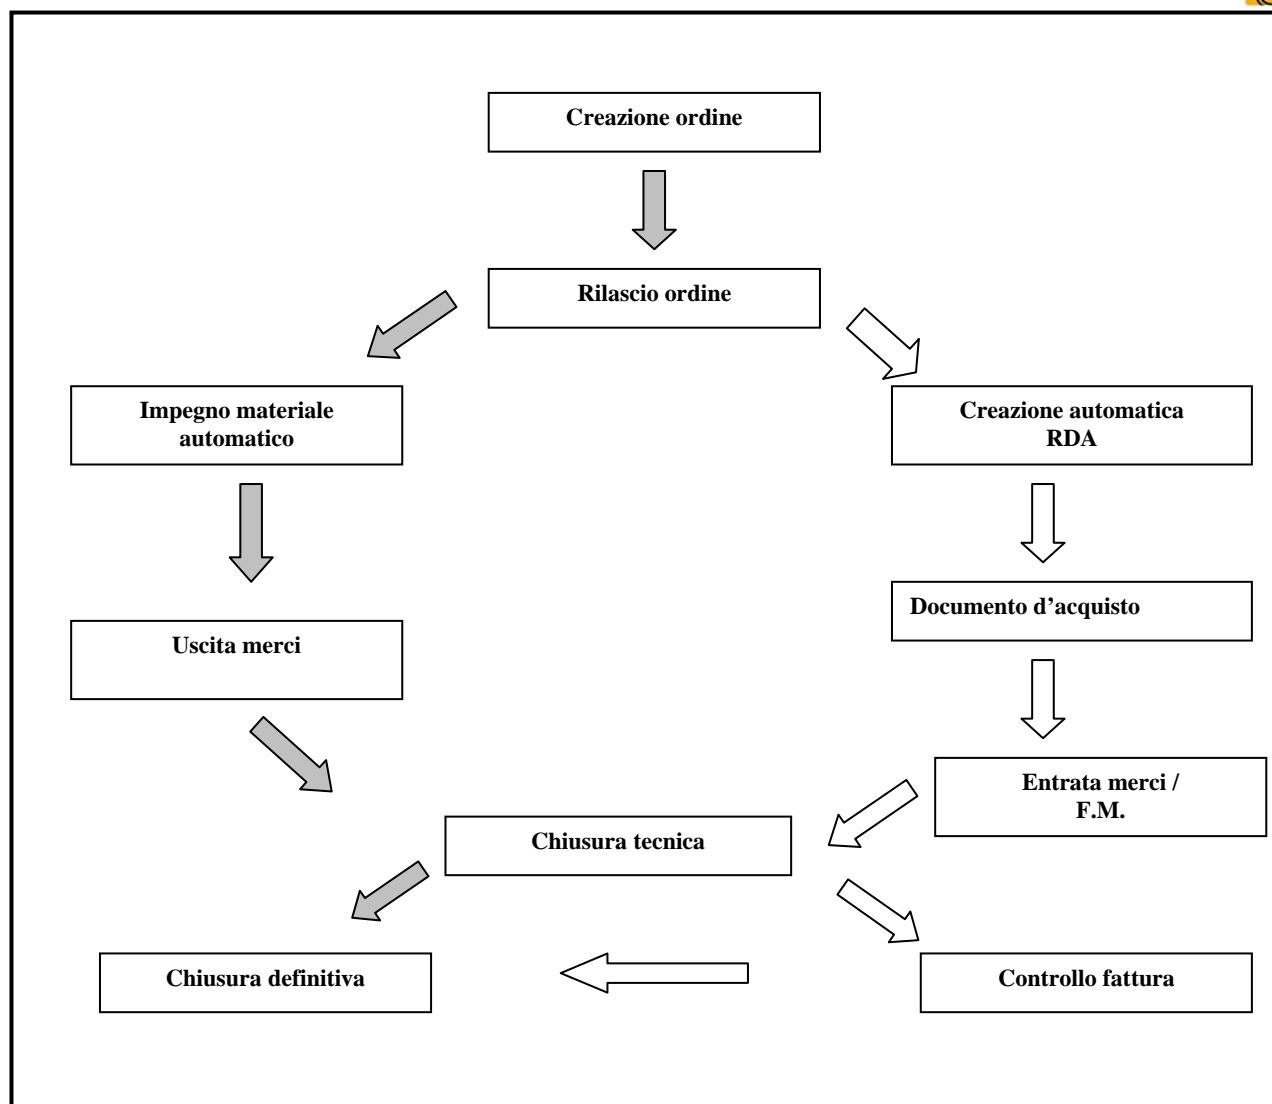 Creazione ordine
Rilascio ordine
Impegno materiale
automatico
Creazione automatica
RDA
Uscita merci
Documento d’acquisto
Entrata merci /
F.M.
Chiusura tecnica
Chiusura definitiva
Controllo fattura